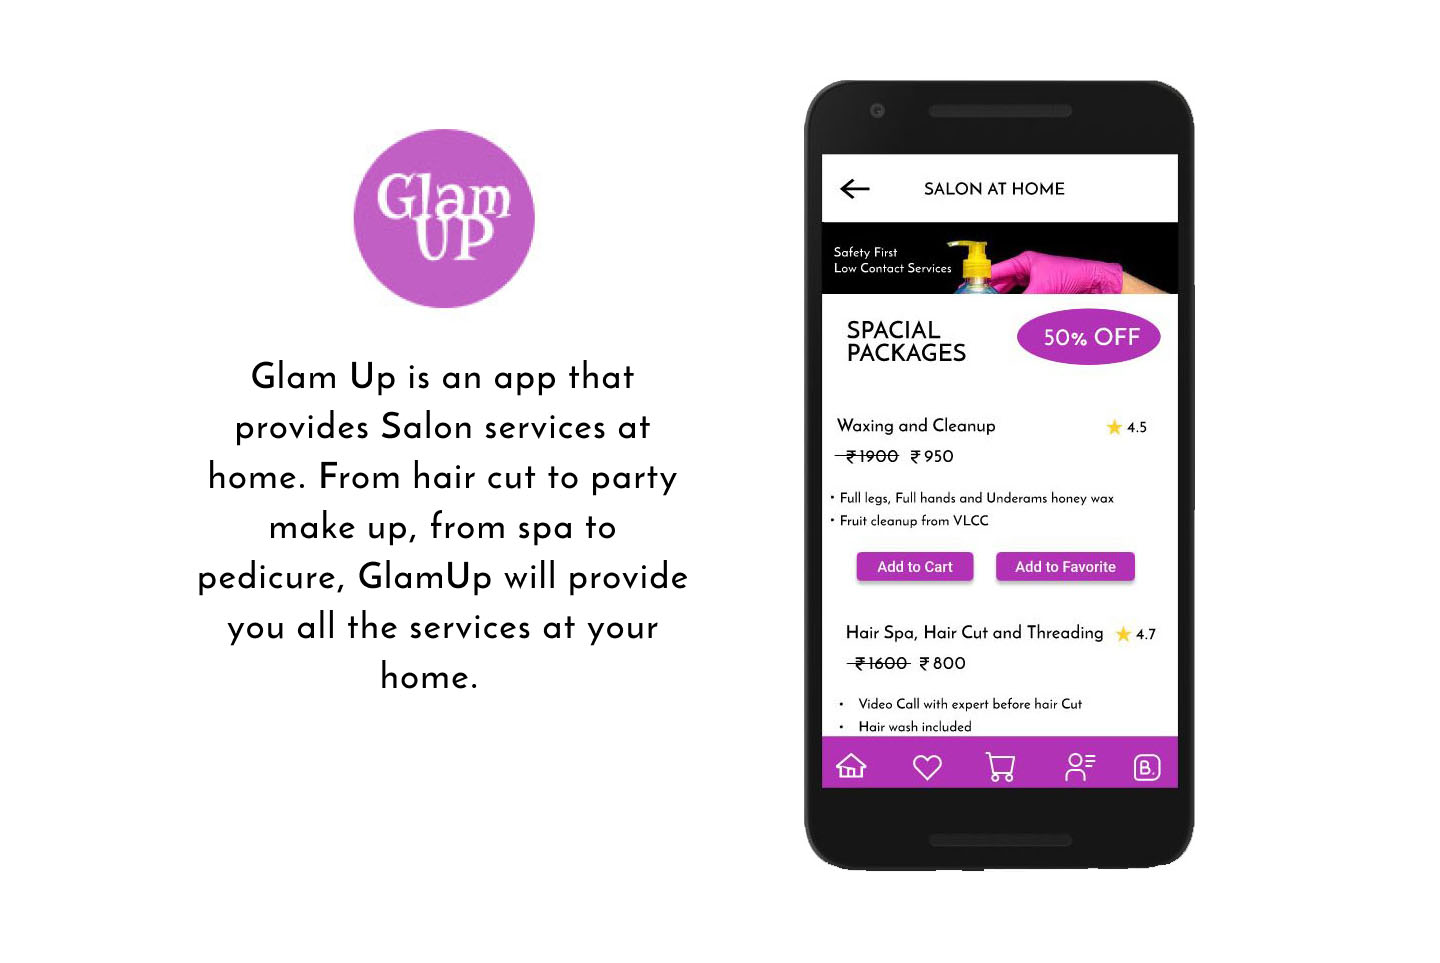 Glam
UP
Glam Up is an app that
provides Salon services at
home. From hair cut to party
make up, from spa to
pedicure, GlamUp will provide
you all the services at your
home.
SALON AT HOME
Safety First
Low Contact Services
SPACIAL
PACKAGES
50% OFF
Waxing and Cleanup
4.5
₹1900 ₹950
• Full legs, Full hands and Underams honey wax
• Fruit cleanup from VLCC
Add to Cart
Add to Favorite
Hair Spa, Hair Cut and Threading
4.7
₹1600 ₹800
• Video Call with expert before hair Cut
• Hair wash included
B.